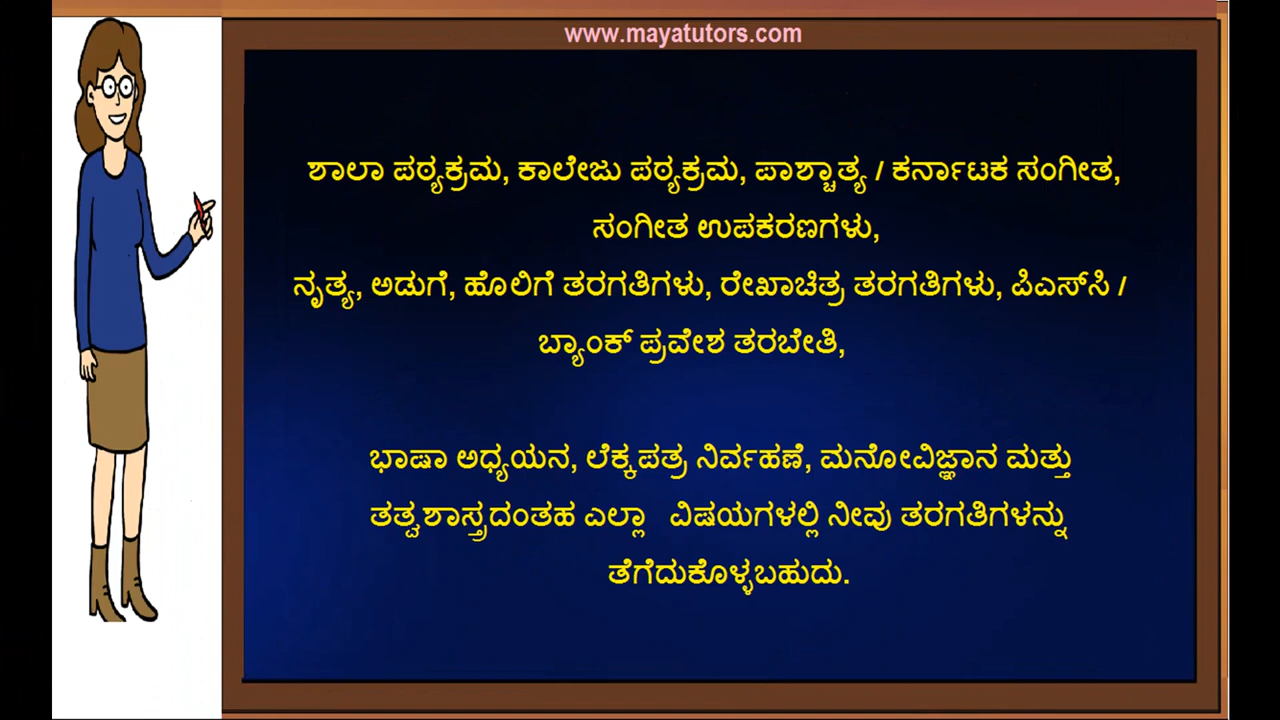 www.mayatutors.com
ಶಾಲಾ ಪಠ್ಯಕ್ರಮ, ಕಾಲೇಜು ಪಠ್ಯಕ್ರಮ, ಪಾಶ್ಚಾತ್ಯ / ಕರ್ನಾಟಕ ಸಂಗೀತ,
ಸಂಗೀತ ಉಪಕರಣಗಳು,
ನೃತ್ಯ, ಅಡುಗೆ, ಹೊಲಿಗೆ ತರಗತಿಗಳು, ರೇಖಾಚಿತ್ರ ತರಗತಿಗಳು, ಪಿಎಸ್‌ಸಿ /
ಬ್ಯಾಂಕ್ ಪ್ರವೇಶ ತರಬೇತಿ,
ಭಾಷಾ ಅಧ್ಯಯನ, ಲೆಕ್ಕಪತ್ರ ನಿರ್ವಹಣೆ, ಮನೋವಿಜ್ಞಾನ ಮತ್ತು
ತತ್ವಶಾಸ್ತ್ರದಂತಹ ಎಲ್ಲಾ ವಿಷಯಗಳಲ್ಲಿ ನೀವು ತರಗತಿಗಳನ್ನು
ತೆಗೆದುಕೊಳ್ಳಬಹುದು.